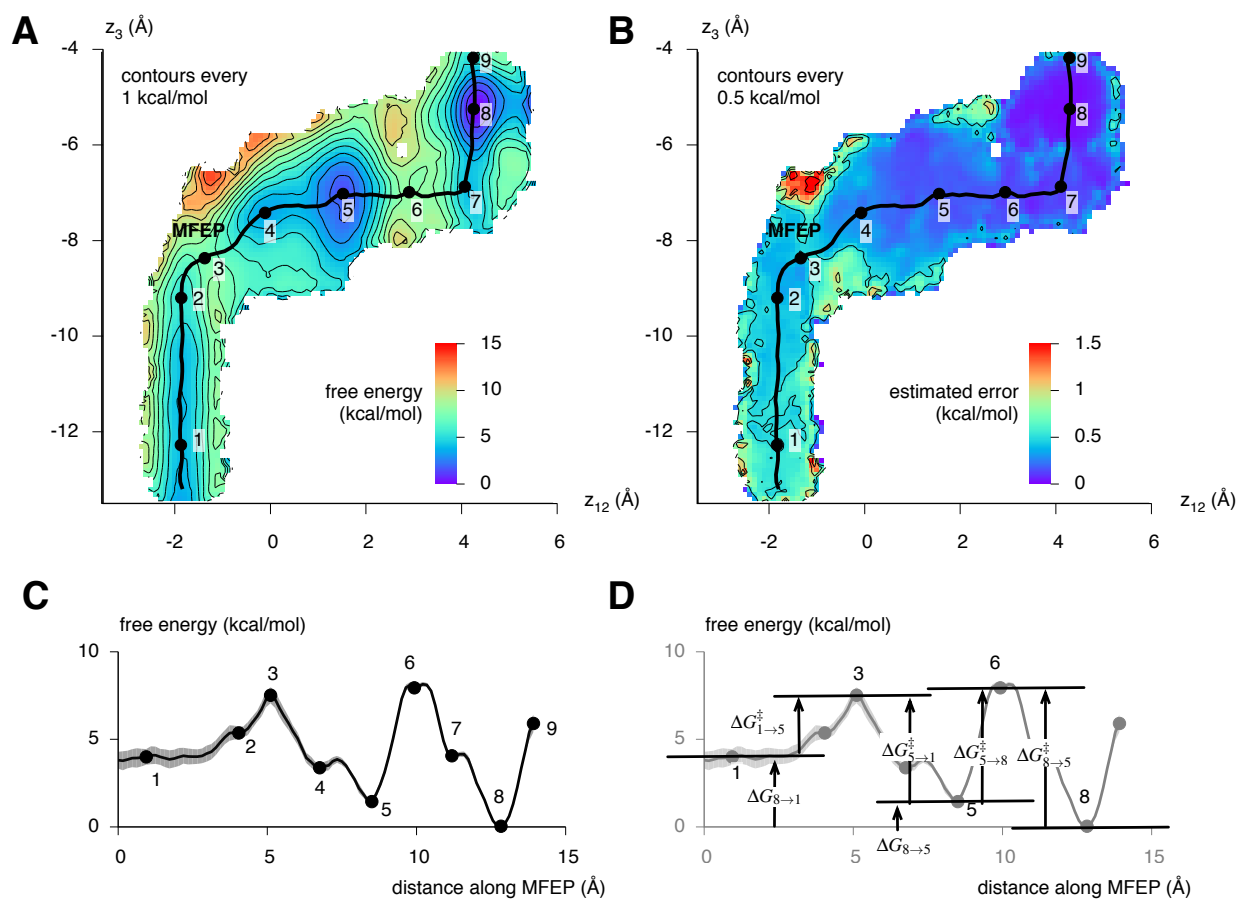 A
z3 (Å)
contours every
1 kcal/mol
-4
-6
-8
-10
-12
9
8
7
6
5
4
MFEP
3
2
1
15
10
5
0
free energy
(kcal/mol)
z12 (Å)
-2
0
2
4
6
B
z3 (Å)
contours every
0.5 kcal/mol
-4
-6
-8
-10
-12
9
8
7
6
5
4
MFEP
3
2
1
1.5
1
0.5
0
estimated error
(kcal/mol)
z12 (Å)
-2
0
2
4
6
C
free energy (kcal/mol)
10
5
0
1
2
3
4
5
6
7
8
9
0
5
10
15
distance along MFEP (Å)
D
free energy (kcal/mol)
10
5
0
1
3
5
6
8
ΔG‡1→5
ΔG‡5→1
ΔG‡5→8
ΔG‡8→5
ΔG8→1
ΔG8→5
0
5
10
15
distance along MFEP (Å)